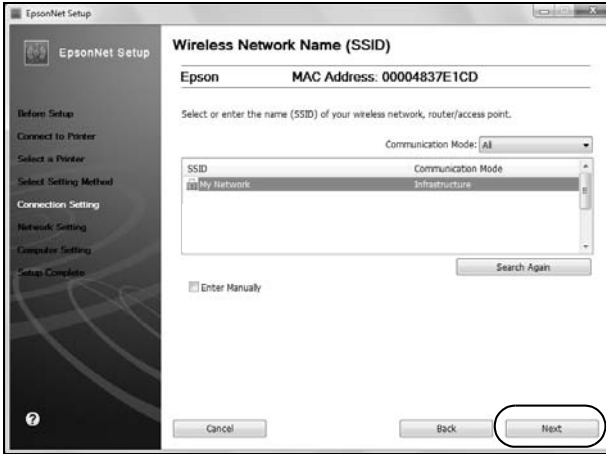 EpsonNet Setup
EpsonNet Setup
Wireless Network Name (SSID)
Epson MAC Address: 00004837E1CD
Before Setup
Connect to Printer
Select a Printer
Select Setting Method
Connection Setting
Network Setting
Computer Setting
Setup Complete
Select or enter the name (SSID) of your wireless network, router/access point.
Communication Mode: All
SSID Communication Mode
My Network Infrastructure
Search Again
Enter Manually
?
Cancel Back Next